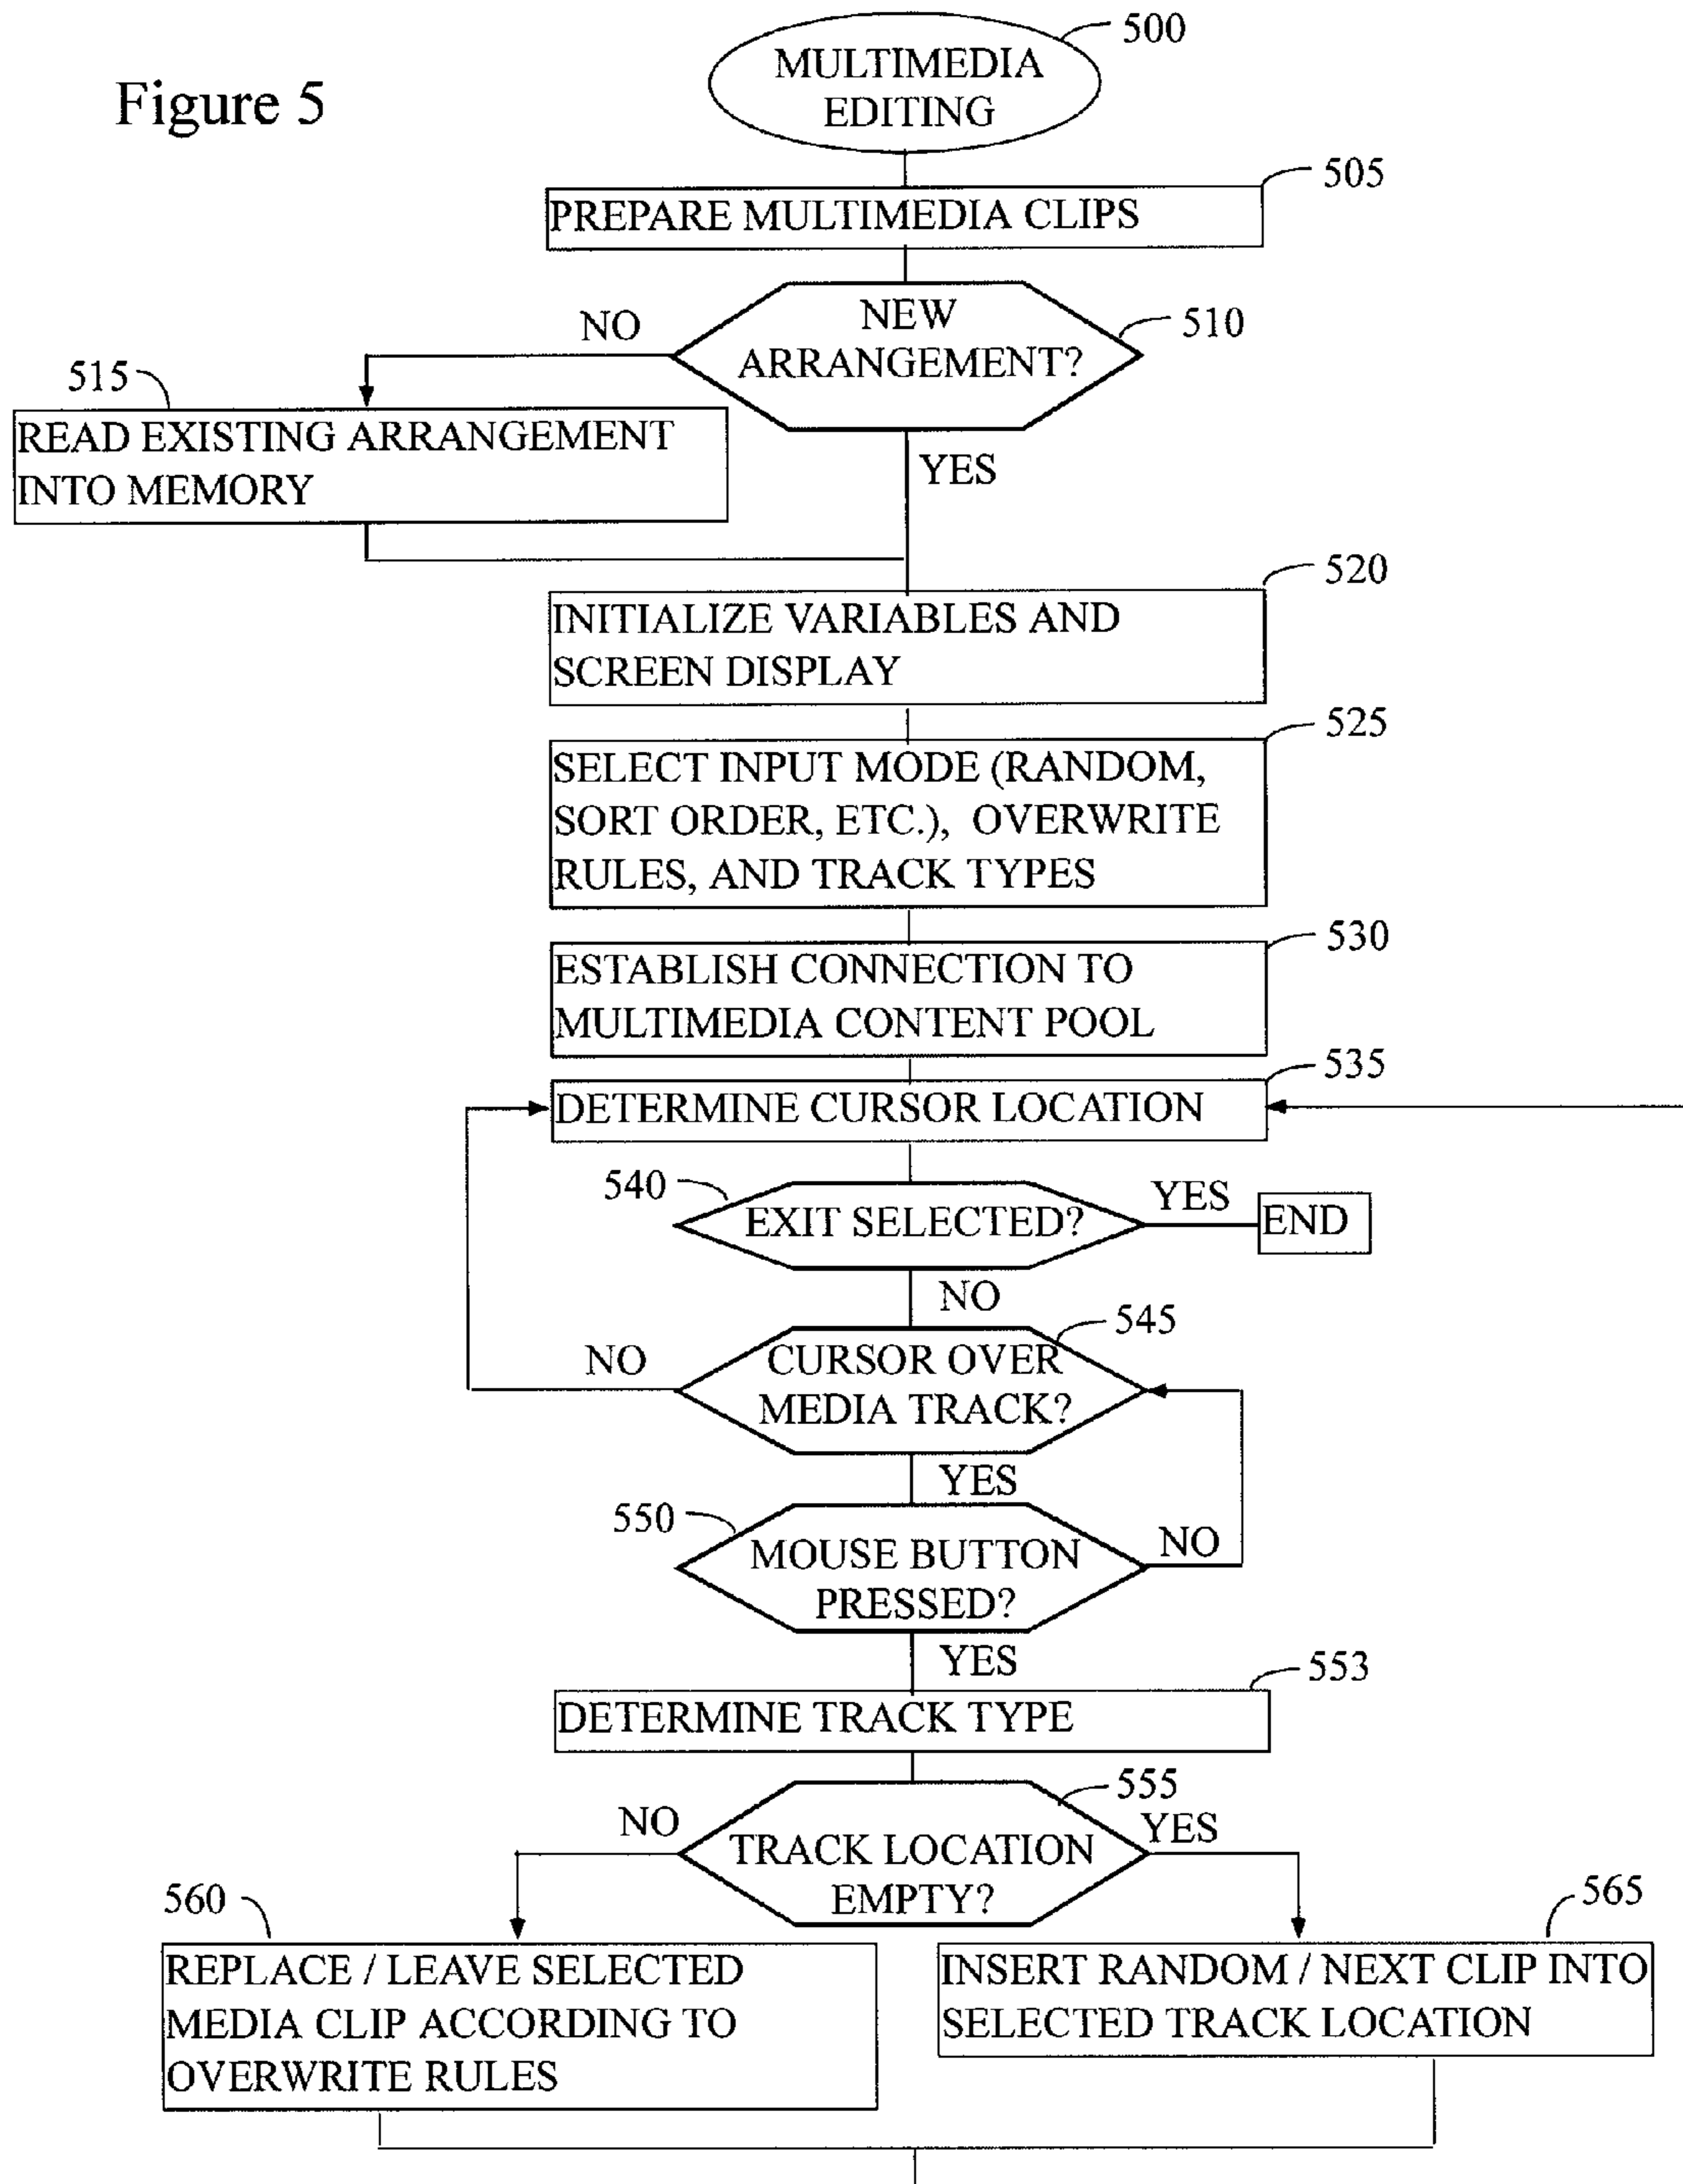 Figure 5
500
MULTIMEDIA
EDITING
505
PREPARE MULTIMEDIA CLIPS
NO
NEW
ARRANGEMENT?
510
515
READ EXISTING ARRANGEMENT
INTO MEMORY
YES
520
INITIALIZE VARIABLES AND
SCREEN DISPLAY
525
SELECT INPUT MODE (RANDOM,
SORT ORDER, ETC.), OVERWRITE
RULES, AND TRACK TYPES
530
ESTABLISH CONNECTION TO
MULTIMEDIA CONTENT POOL
535
DETERMINE CURSOR LOCATION
540
EXIT SELECTED?
YES
END
NO
545
NO
CURSOR OVER
MEDIA TRACK?
YES
550
MOUSE BUTTON
PRESSED?
NO
YES
553
DETERMINE TRACK TYPE
555
NO
YES
TRACK LOCATION
EMPTY?
560
565
REPLACE / LEAVE SELECTED
MEDIA CLIP ACCORDING TO
OVERWRITE RULES
INSERT RANDOM / NEXT CLIP INTO
SELECTED TRACK LOCATION